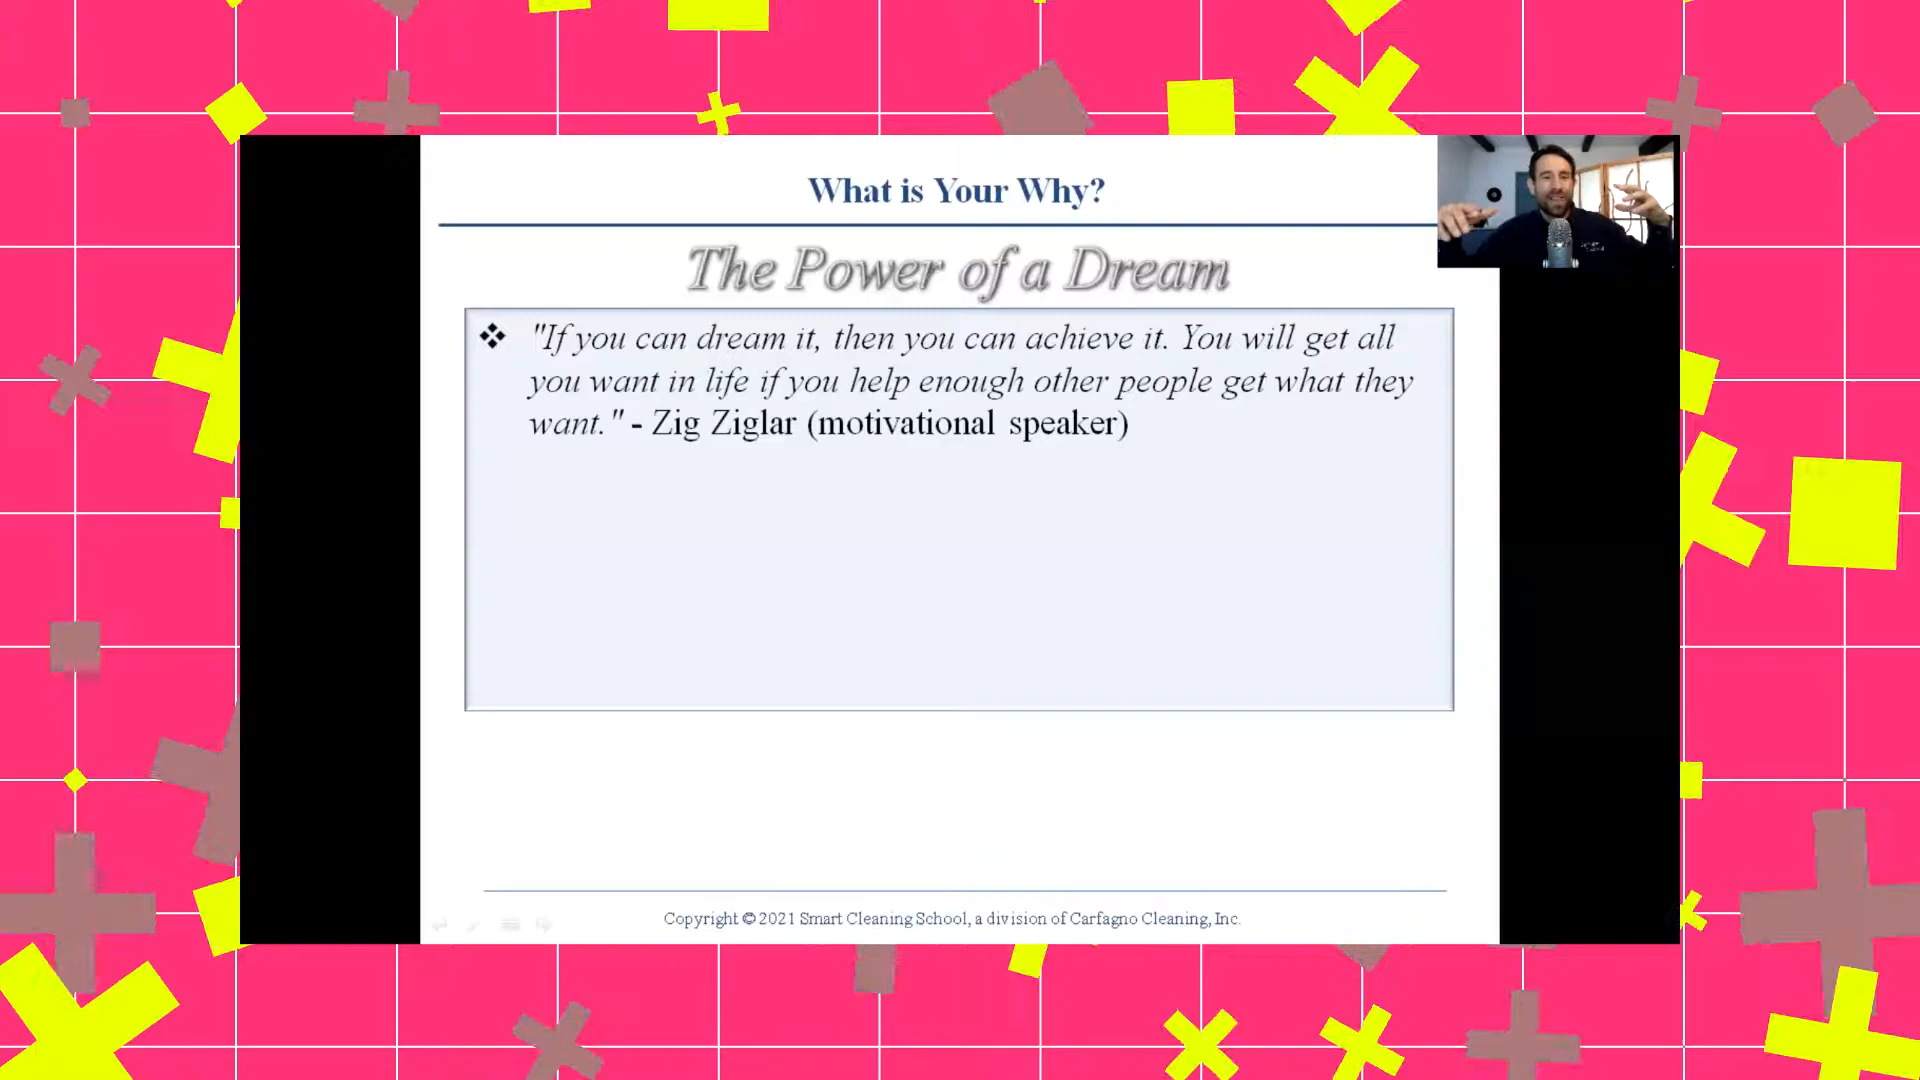 What is Your Why?
The Power of a Dream
"If you can dream it, then you can achieve it. You will get all
you want in life if you help enough other people get what they
want." - Zig Ziglar (motivational speaker)
Copyright © 2021 Smart Cleaning School, a division of Carfagno Cleaning, Inc.